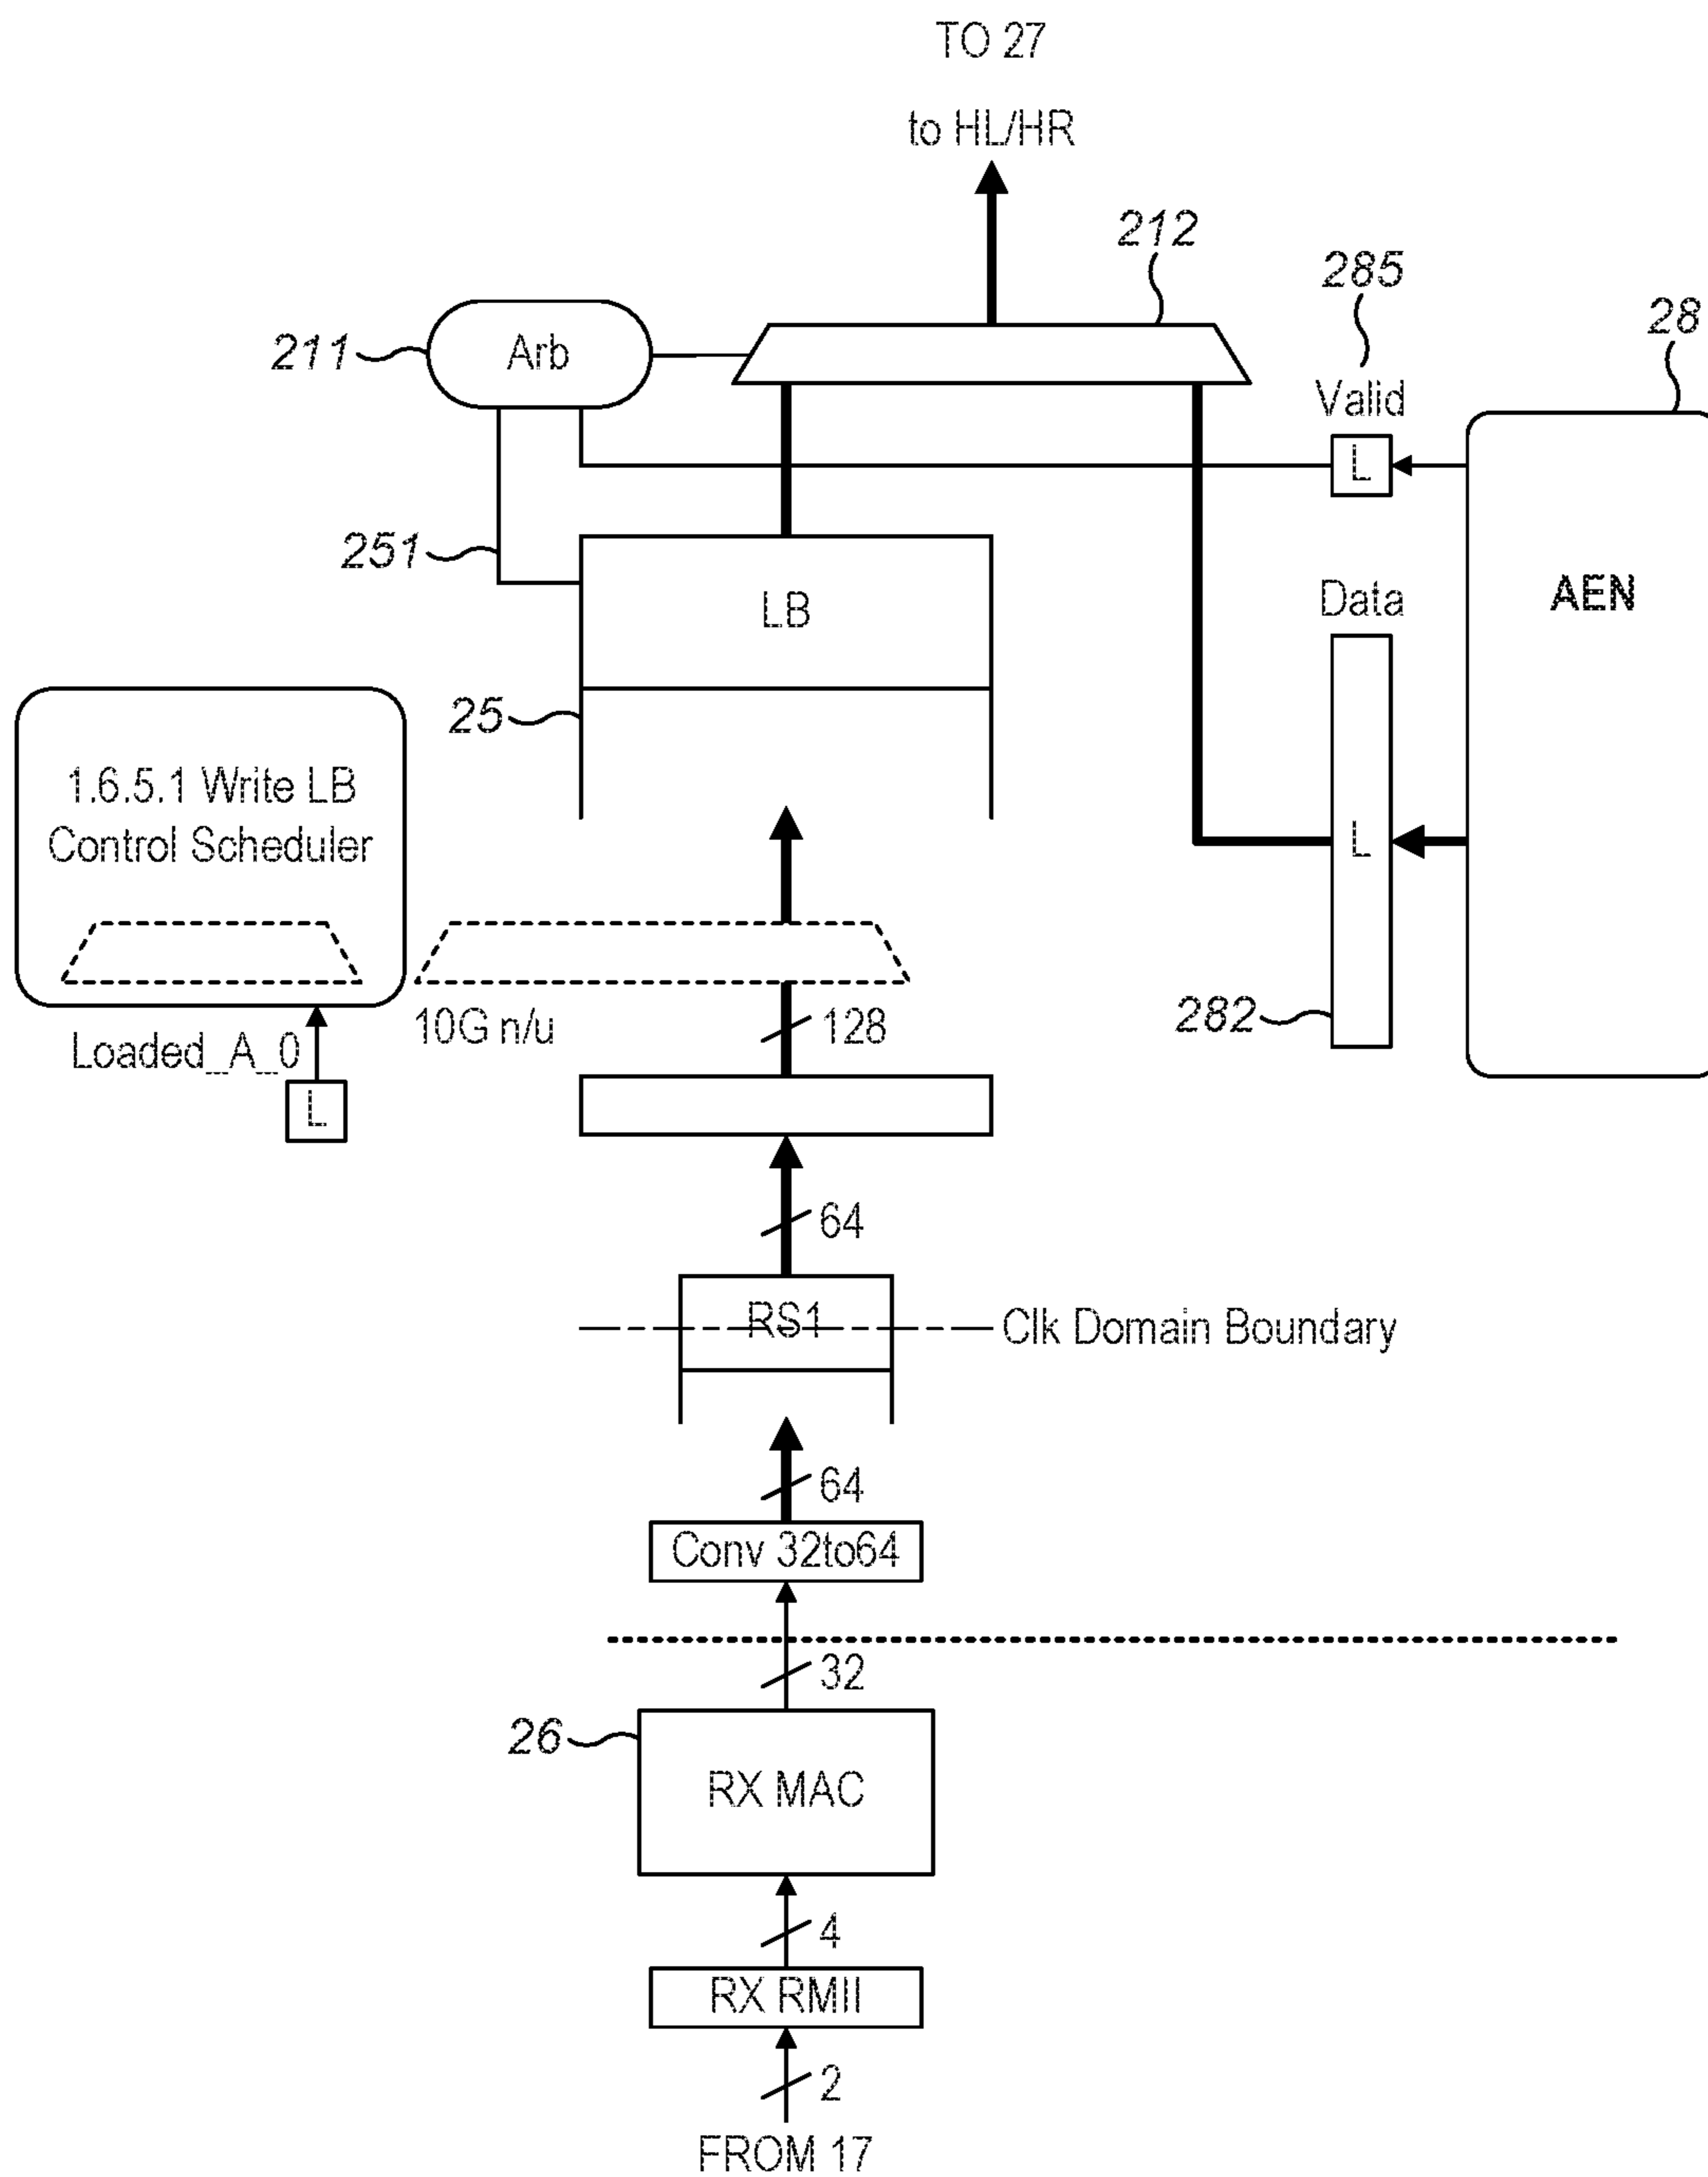 TO 27
to HL/HR
212
285
28
211
Arb
Valid
L
251
LB
Data
AEN
25
1.6.5.1 Write LB
Control Scheduler
L
282
Loaded_A_0
10G n/u
128
L
64
RS1
Clk Domain Boundary
64
Conv 32to64
32
26
RX MAC
4
RX RMII
2
FROM 17